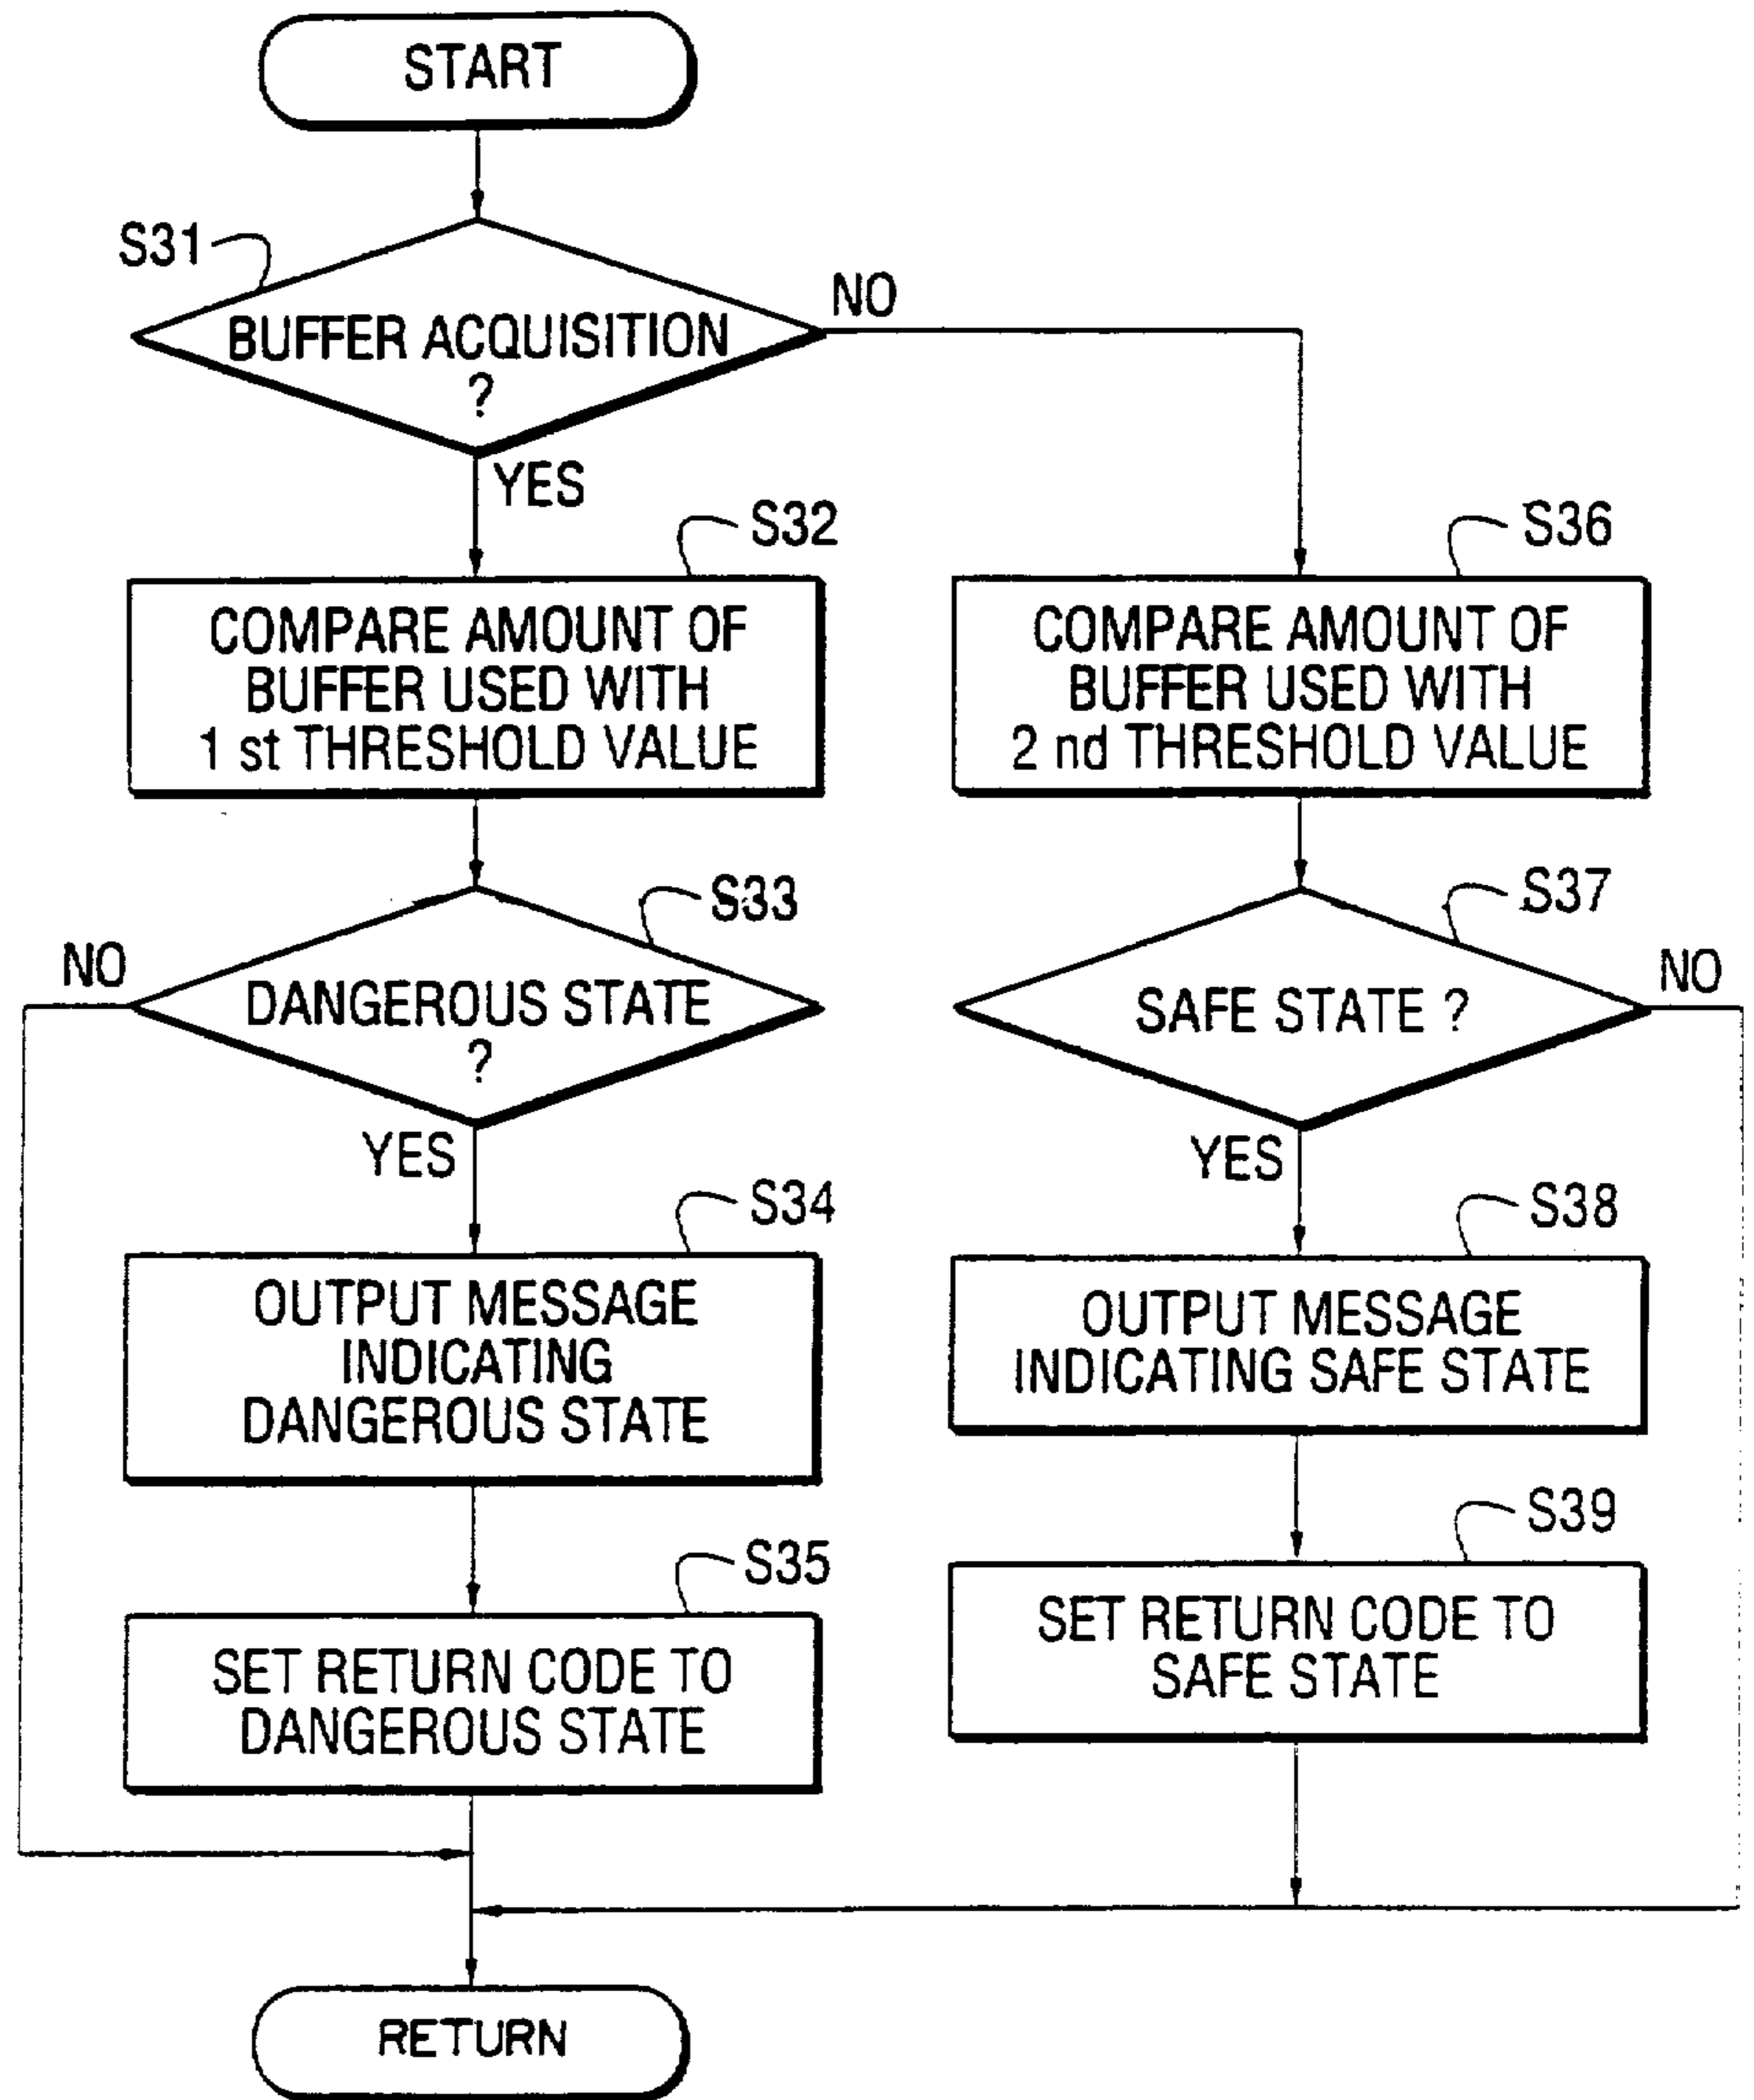 START
S31
BUFFER ACQUISITION
?
NO
YES
S32
COMPARE AMOUNT OF
BUFFER USED WITH
1 st THRESHOLD VALUE
S36
COMPARE AMOUNT OF
BUFFER USED WITH
2 nd THRESHOLD VALUE
S33
DANGEROUS STATE
?
NO
YES
S37
SAFE STATE ?
NO
YES
S34
OUTPUT MESSAGE
INDICATING
DANGEROUS STATE
S38
OUTPUT MESSAGE
INDICATING SAFE STATE
S35
SET RETURN CODE TO
DANGEROUS STATE
S39
SET RETURN CODE TO
SAFE STATE
RETURN